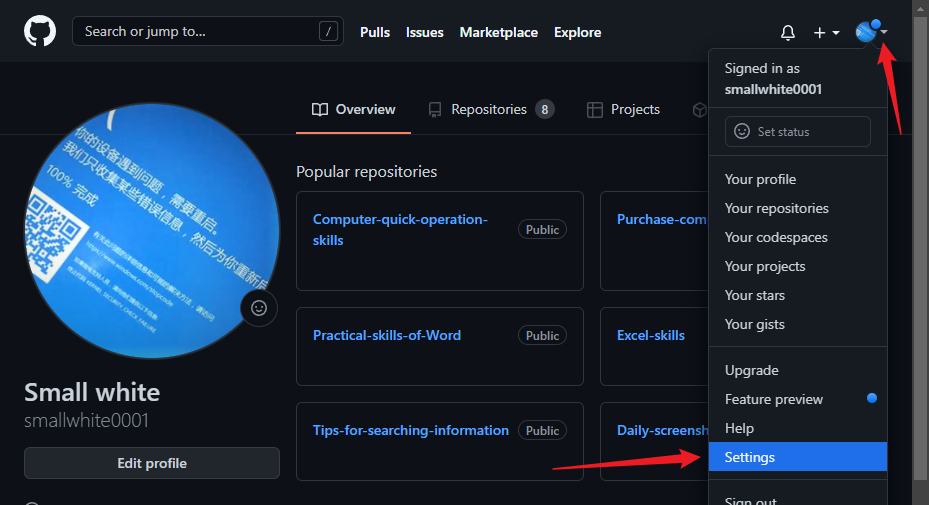 Search or jump to...
/
Pulls
Issues
Marketplace
Explore
Signed in as
smallwhite0001
Set status
Your profile
Your repositories
Your codespaces
Your projects
Your stars
Your gists
Upgrade
Feature preview
Help
Settings
Sign out
Overview
Repositories 8
Projects
你的设备遇到问题，需要重启。
我们只收集某些错误信息，然后为你重新启
100% 完成
Small white
smallwhite0001
Edit profile
Popular repositories
Computer-quick-operation-
skills
Public
Purchase-com
Practical-skills-of-Word
Public
Excel-skills
Tips-for-searching-information
Public
Daily-screensh